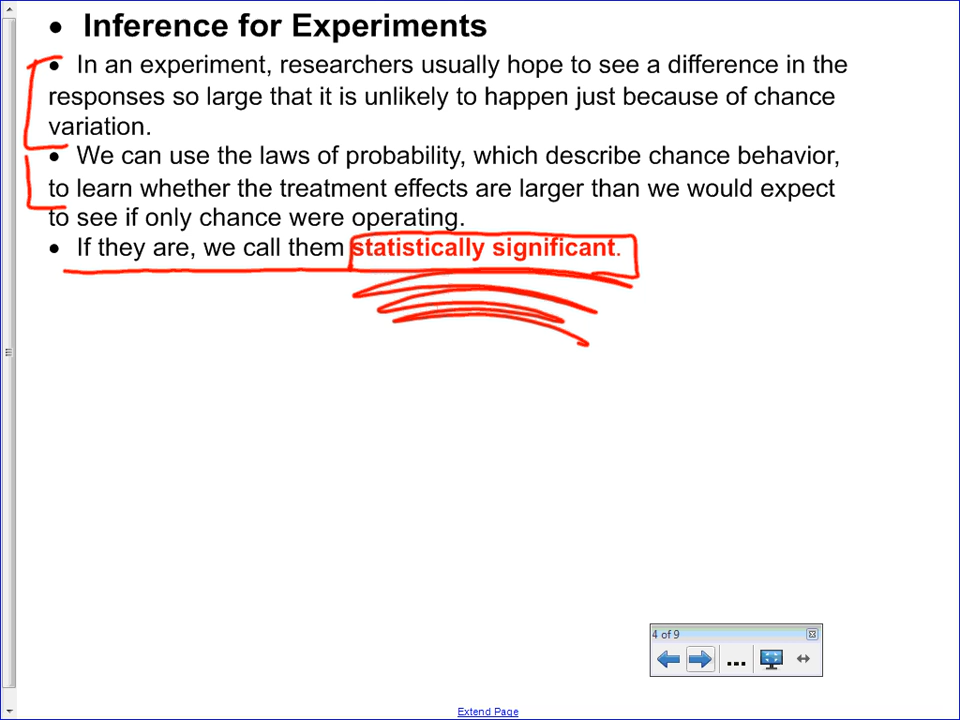 • Inference for Experiments
• In an experiment, researchers usually hope to see a difference in the
responses so large that it is unlikely to happen just because of chance
variation.
• We can use the laws of probability, which describe chance behavior,
to learn whether the treatment effects are larger than we would expect
to see if only chance were operating.
• If they are, we call them statistically significant.
4 of 9
...
Extend Page